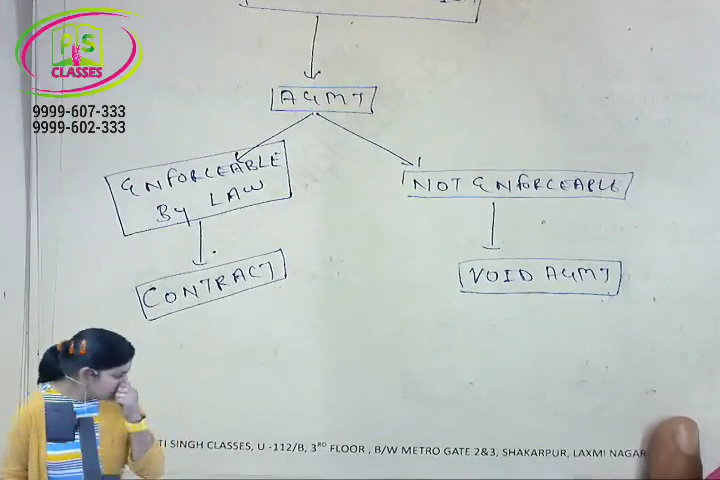 AGMT
ENFORCEABLE
BY LAW
NOT ENFORCEABLE
CONTRACT
VOID AGMT
CLASSES
9999-607-333
9999-602-333
TI SINGH CLASSES, U -112/B, 3RD FLOOR , B/W METRO GATE 2&3, SHAKARPUR, LAXMI NAGAR